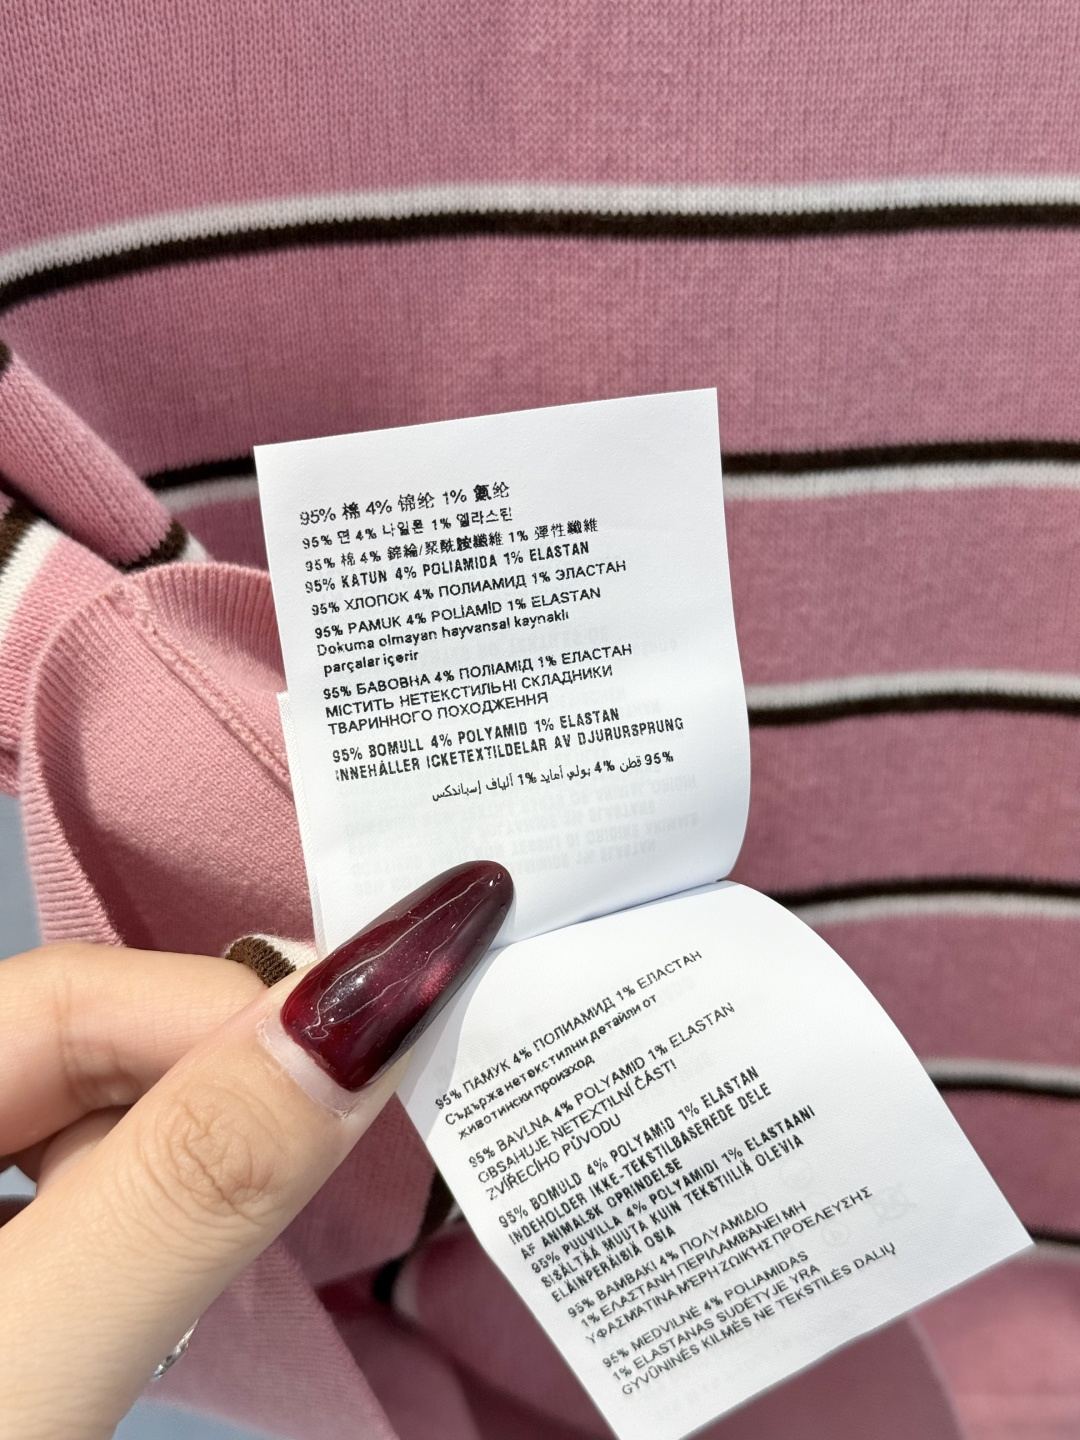 95% 棉 4% 锦纶 1% 氨纶
95% 면 4% 나일론 1% 엘라스틴
95% 棉 4% 錦綸/聚酰胺纖維 1% 彈性纖維
95% KATUN 4% POLIAMIDA 1% ELASTAN
95% ХЛОПОК 4% ПОЛИАМИД 1% ЭЛАСТАН
95% PAMUK 4% POLİAMİD 1% ELASTAN
Dokuma olmayan hayvansal kaynaklı
parçalar içerir
95% БАВОВНА 4% ПОЛІАМІД 1% ЕЛАСТАН
МІСТИТЬ НЕТЕКСТИЛЬНІ СКЛАДНИКИ
ТВАРИННОГО ПОХОДЖЕННЯ
95% BOMULL 4% POLYAMID 1% ELASTAN
INNEHÅLLER ICKETEXTILDELAR AV DJURURSPRUNG
95% قطن 4% بولي أمايد 1% ألياف إسباندكس
95% ПАМУК 4% ПОЛИАМИД 1% ЕЛАСТАН
Съдържа нетекстилни детайли от
животински произход
95% BAVLNA 4% POLYAMID 1% ELASTAN
OBSAHUJE NETEXTILNÍ ČÁSTI
ZVÍŘECÍHO PŮVODU
95% BOMULD 4% POLYAMID 1% ELASTAN
INDEHOLDER IKKE-TEKSTILBASEREDE DELE
AF ANIMALSK OPRINDELSE
95% PUUVILLA 4% POLYAMIDI 1% ELASTAANI
SISÄLTÄÄ MUUTA KUIN TEKSTIILIÄ OLEVIA
ELÄINPERÄISIÄ OSIA
95% ΒΑΜΒΑΚΙ 4% ΠΟΛΥΑΜΙΔΙΟ
1% ΕΛΑΣΤΑΝΗ ΠΕΡΙΛΑΜΒΑΝΕΙ ΜΗ
ΥΦΑΣΜΑΤΙΝΑ ΜΕΡΗ ΖΩΙΚΗΣ ΠΡΟΈΛΕΥΣΗΣ
95% MEDVILNĖ 4% POLIAMIDAS
1% ELASTANAS SUDĖTYJE YRA
GYVŪNINĖS KILMĖS NE TEKSTILĖS DALIŲ